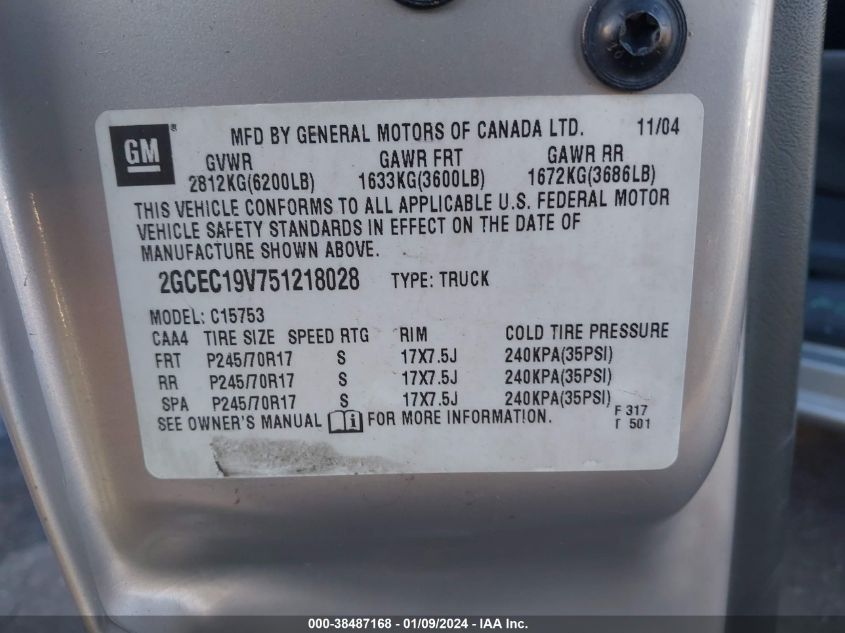 GM ® MFD BY GENERAL MOTORS OF CANADA LTD. 11/04
GVWR GAWR FRT GAWR RR
2812KG(6200LB) 1633KG(3600LB) 1672KG(3686LB)
THIS VEHICLE CONFORMS TO ALL APPLICABLE U.S. FEDERAL MOTOR
VEHICLE SAFETY STANDARDS IN EFFECT ON THE DATE OF
MANUFACTURE SHOWN ABOVE.
2GCEC19V751218028 TYPE: TRUCK
MODEL: C15753
CAA4 TIRE SIZE SPEED RTG RIM COLD TIRE PRESSURE
FRT P245/70R17 S 17X7.5J 240KPA(35PSI)
RR P245/70R17 S 17X7.5J 240KPA(35PSI)
SPA P245/70R17 S 17X7.5J 240KPA(35PSI)
SEE OWNER'S MANUAL i FOR MORE INFORMATION.
F 317
T 501
000-38487168 - 01/09/2024 - IAA Inc.